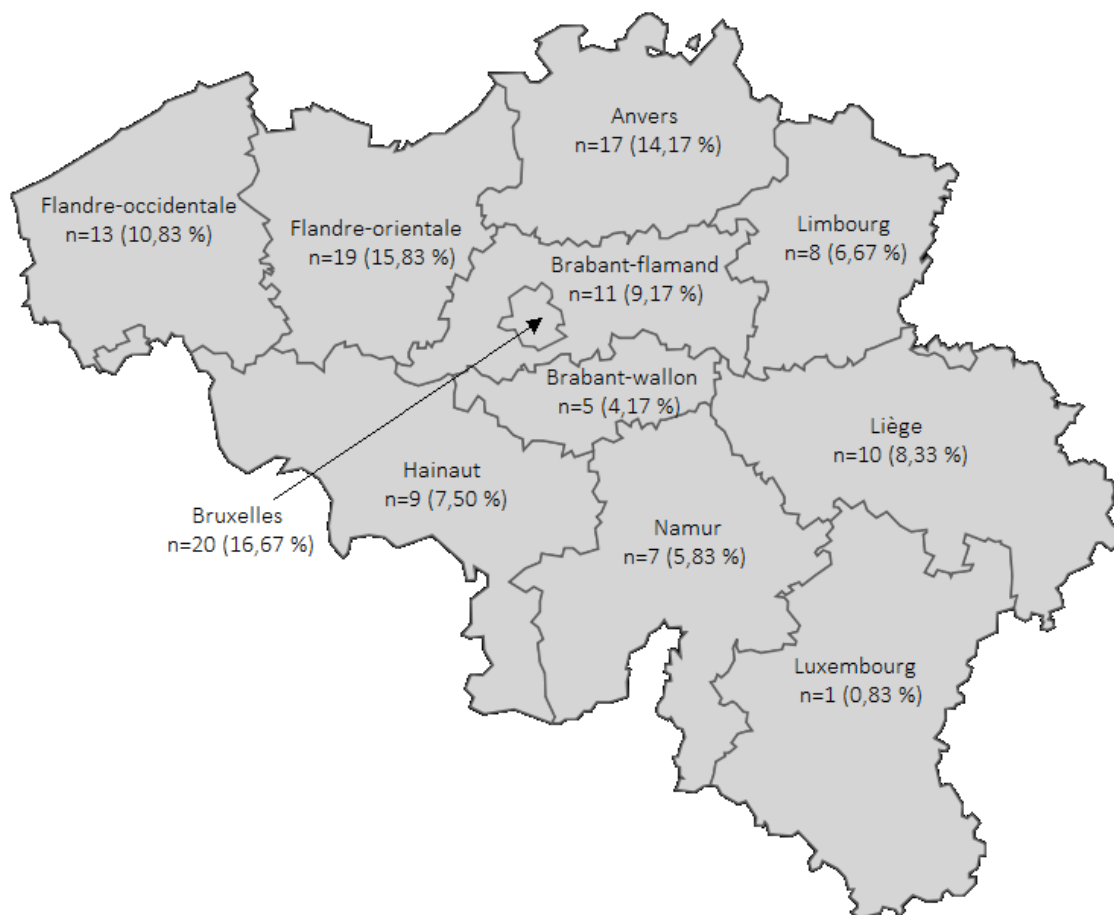 Anvers
n=17 (14,17 %)
Flandre-occidentale
n=13 (10,83 %)
Flandre-orientale
n=19 (15,83 %)
Limbourg
n=8 (6,67 %)
Brabant-flamand
n=11 (9,17 %)
Brabant-wallon
n=5 (4,17 %)
Liège
n=10 (8,33 %)
Hainaut
n=9 (7,50 %)
Bruxelles
n=20 (16,67 %)
Namur
n=7 (5,83 %)
Luxembourg
n=1 (0,83 %)